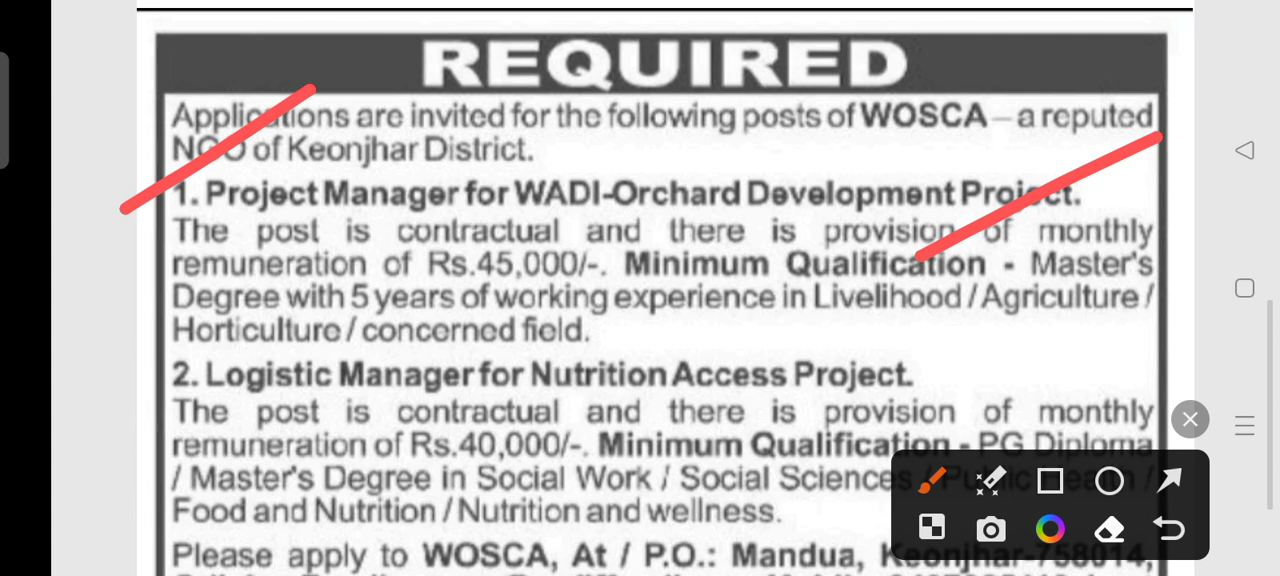 REQUIRED
Applications are invited for the following posts of WOSCA – a reputed
NGO of Keonjhar District.
1. Project Manager for WADI-Orchard Development Project.
The post is contractual and there is provision of monthly
remuneration of Rs.45,000/-. Minimum Qualification - Master's
Degree with 5 years of working experience in Livelihood / Agriculture /
Horticulture / concerned field.
2. Logistic Manager for Nutrition Access Project.
The post is contractual and there is provision of monthly
remuneration of Rs.40,000/-. Minimum Qualification - PG Diploma
/ Master's Degree in Social Work / Social Sciences / Public Health /
Food and Nutrition / Nutrition and wellness.
Please apply to WOSCA, At / P.O.: Mandua, Keonjhar-758014,